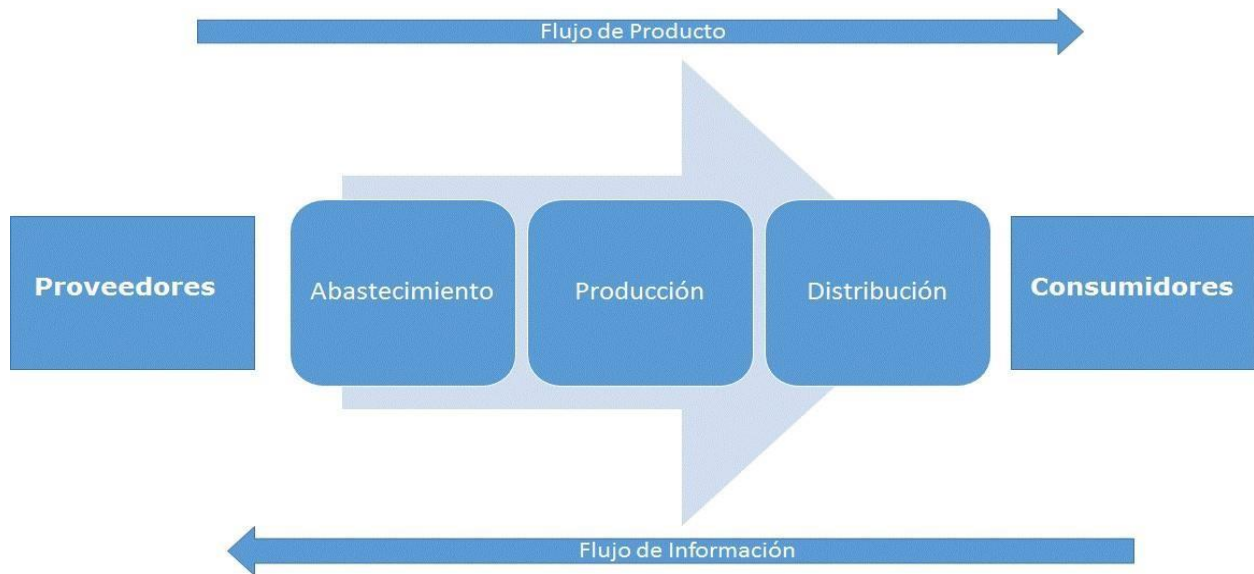 Flujo de Producto
Proveedores
Abastecimiento
Producción
Distribución
Consumidores
Flujo de Información